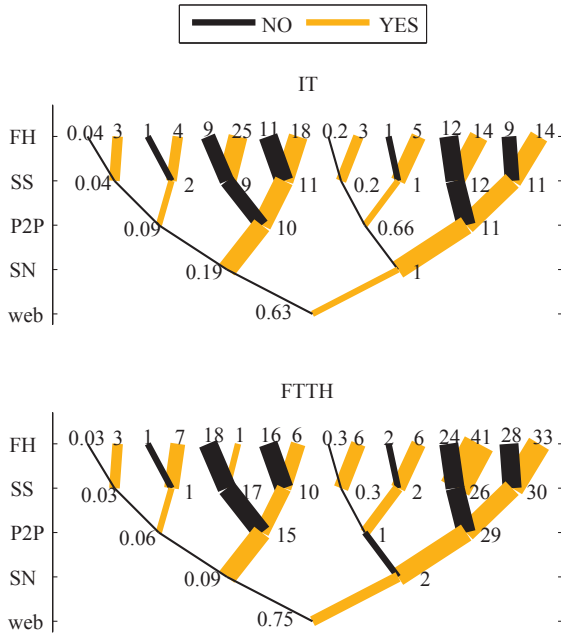 NO YES
IT
FH 0.04 3 1 4 9 25 11 18 0.2 3 1 5 12 14 9 14
SS 0.04 2 9 11 0.2 1 12 11
P2P 0.09 10 0.66 11
SN 0.19 1
web 0.63
FTTH
FH 0.03 3 1 7 18 1 16 6 0.3 6 2 6 24 41 28 33
SS 0.03 1 17 10 0.3 2 26 30
P2P 0.06 15 1 29
SN 0.09 2
web 0.75